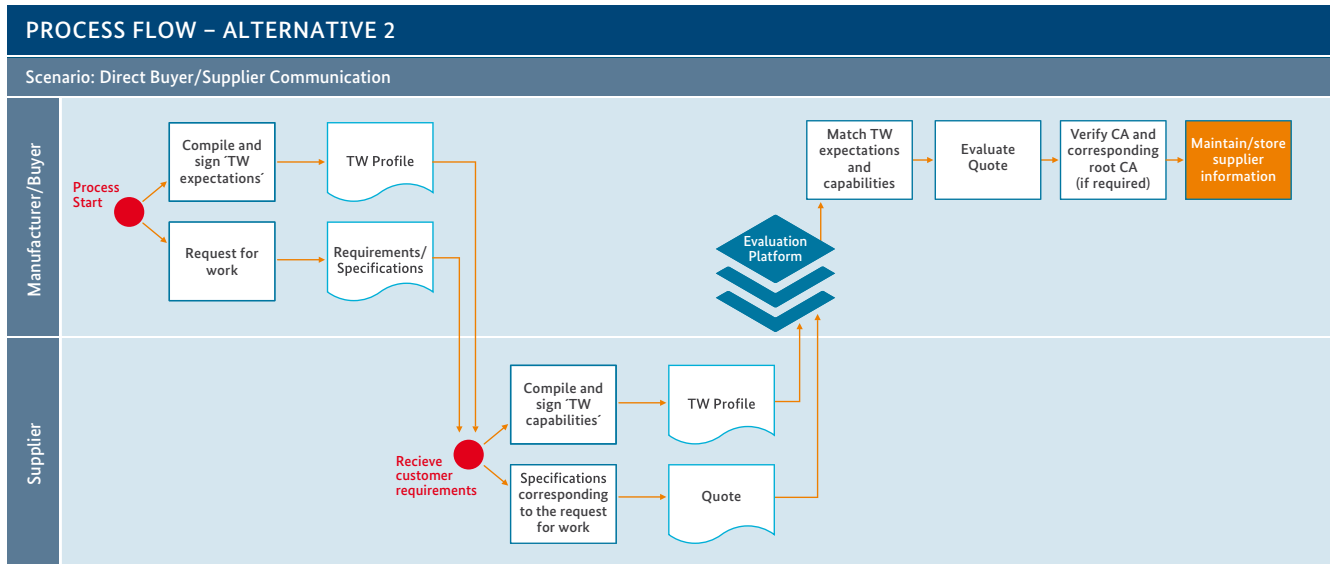 PROCESS FLOW – ALTERNATIVE 2
Scenario: Direct Buyer/Supplier Communication
Manufacturer/Buyer
Process
Start
Compile and
sign ´TW
expectations´
TW Profile
Request for
work
Requirements/
Specifications
Evaluation
Platform
Match TW
expectations
and
capabilities
Evaluate
Quote
Verify CA and
corresponding
root CA
(if required)
Maintain/store
supplier
information
Supplier
Recieve
customer
requirements
Compile and
sign ´TW
capabilities´
TW Profile
Specifications
corresponding
to the request
for work
Quote